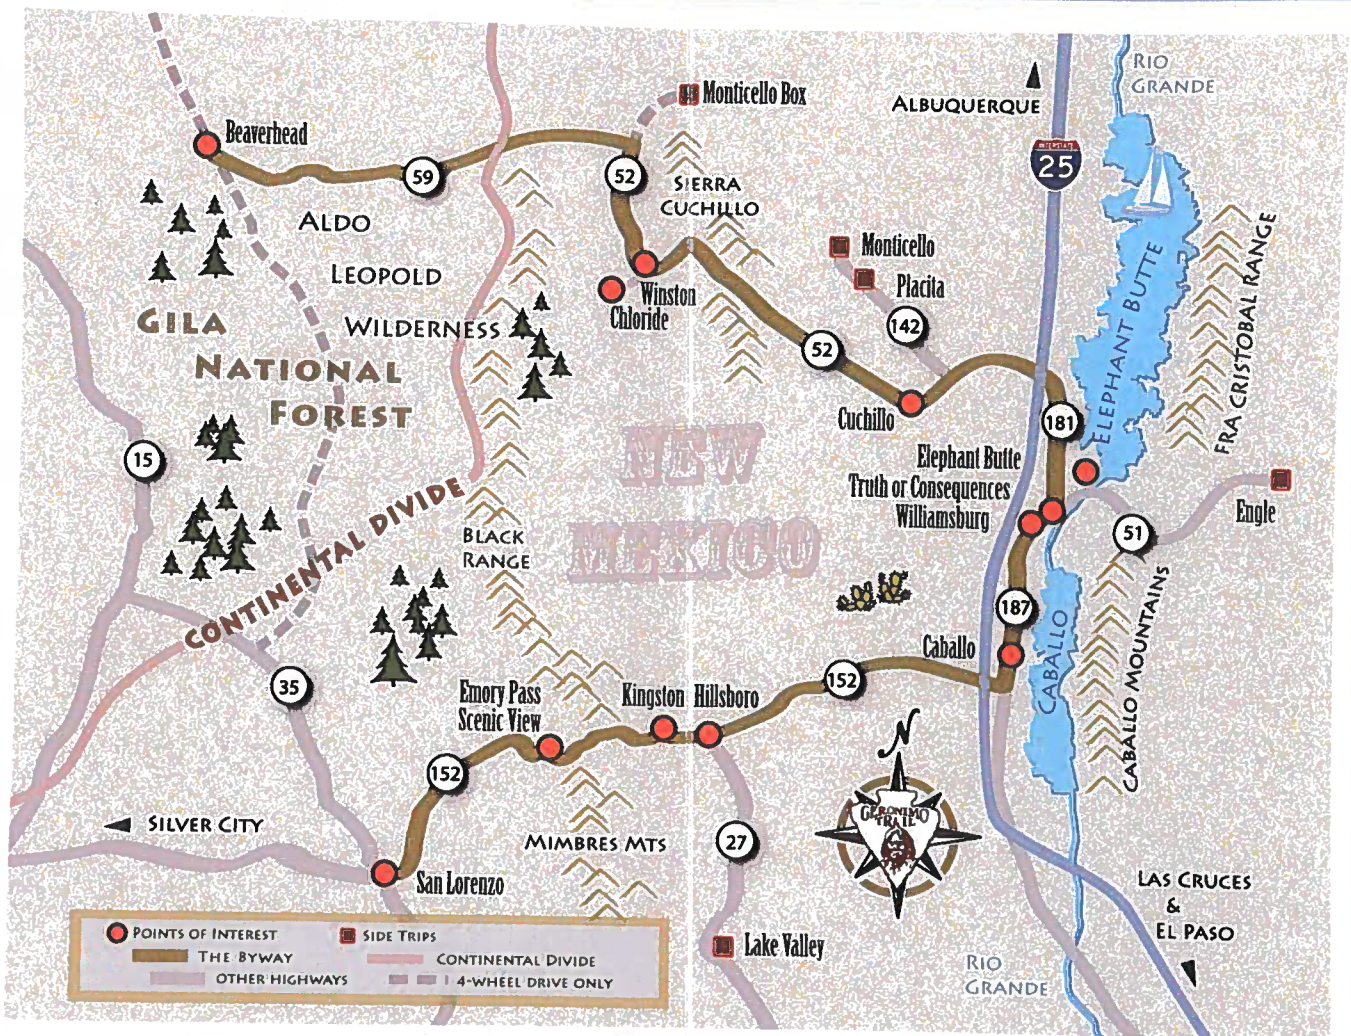 RIO
GRANDE
Monticello Box
ALBUQUERQUE
Beaverhead
INTERSTATE
25
59
52
SIERRA
CUCHILLO
ALDO
LEOPOLD
WILDERNESS
Monticello
Placita
142
Winston
Chloride
ELEPHANT BUTTE
FRA CRISTOBAL RANGE
GILA
NATIONAL
FOREST
52
Cuchillo
181
NEW
MEXICO
15
Elephant Butte
Truth or Consequences
Williamsburg
Engle
51
CONTINENTAL DIVIDE
BLACK
RANGE
187
CABALLO
CABALLO MOUNTAINS
Caballo
35
152
Emory Pass
Scenic View
Kingston
Hillsboro
152
N
GERONIMO
TRAIL
SILVER CITY
MIMBRES MTS
27
San Lorenzo
LAS CRUCES
&
EL PASO
Lake Valley
RIO
GRANDE
POINTS OF INTEREST
SIDE TRIPS
THE BYWAY
CONTINENTAL DIVIDE
OTHER HIGHWAYS
4-WHEEL DRIVE ONLY